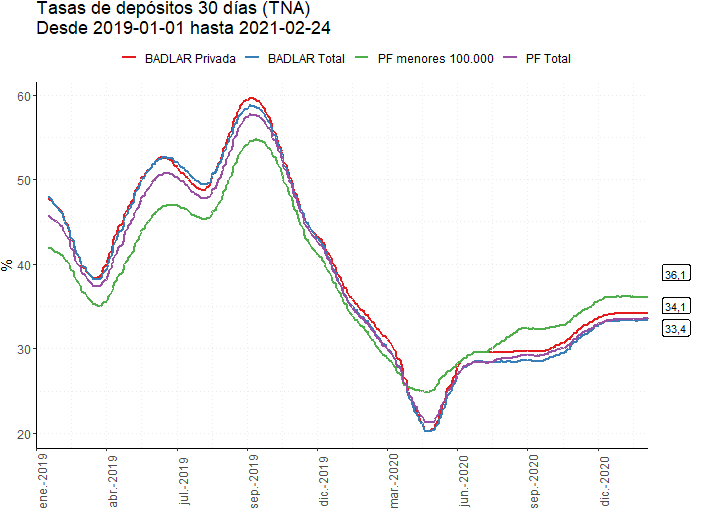 Tasas de depósitos 30 días (TNA)
Desde 2019-01-01 hasta 2021-02-24
BADLAR Privada BADLAR Total PF menores 100.000 PF Total
60
50
40
30
20
%
36,1
34,1
33,4
ene.-2019
abr.-2019
jul.-2019
sep.-2019
dic.-2019
mar.-2020
jun.-2020
sep.-2020
dic.-2020